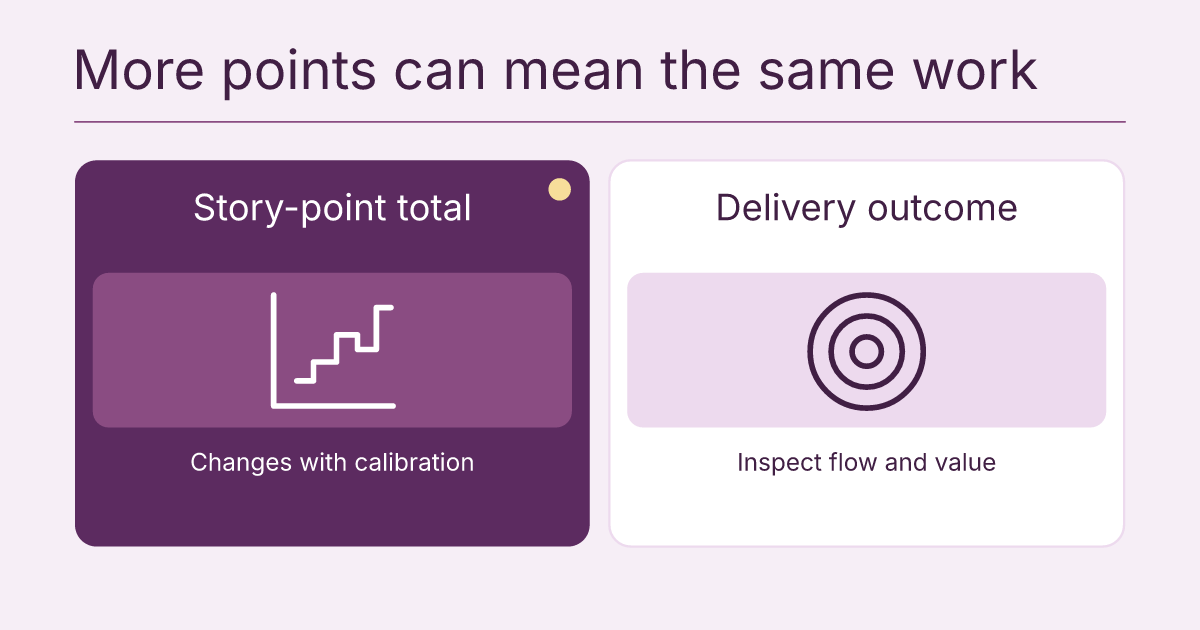 More points can mean the same work
Story-point total
Changes with calibration
Delivery outcome
Inspect flow and value